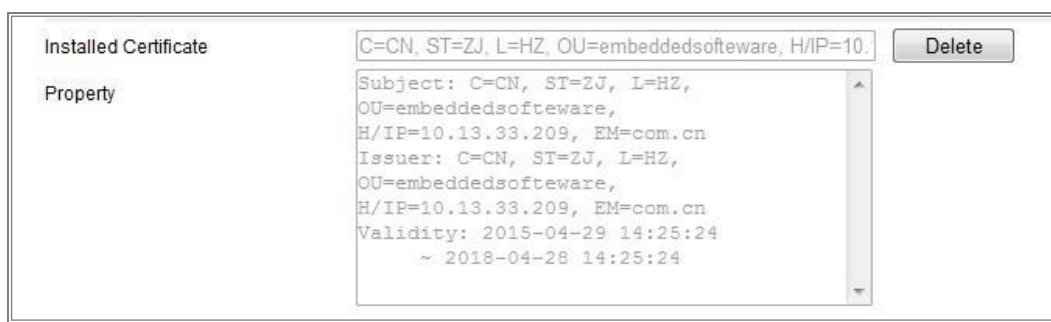 Installed Certificate
C=CN, ST=ZJ, L=HZ, OU=embeddedsofteware, H/IP=10.
Delete
Property
Subject: C=CN, ST=ZJ, L=HZ,
OU=embeddedsofteware,
H/IP=10.13.33.209, EM=com.cn
Issuer: C=CN, ST=ZJ, L=HZ,
OU=embeddedsofteware,
H/IP=10.13.33.209, EM=com.cn
Validity: 2015-04-29 14:25:24
~ 2018-04-28 14:25:24